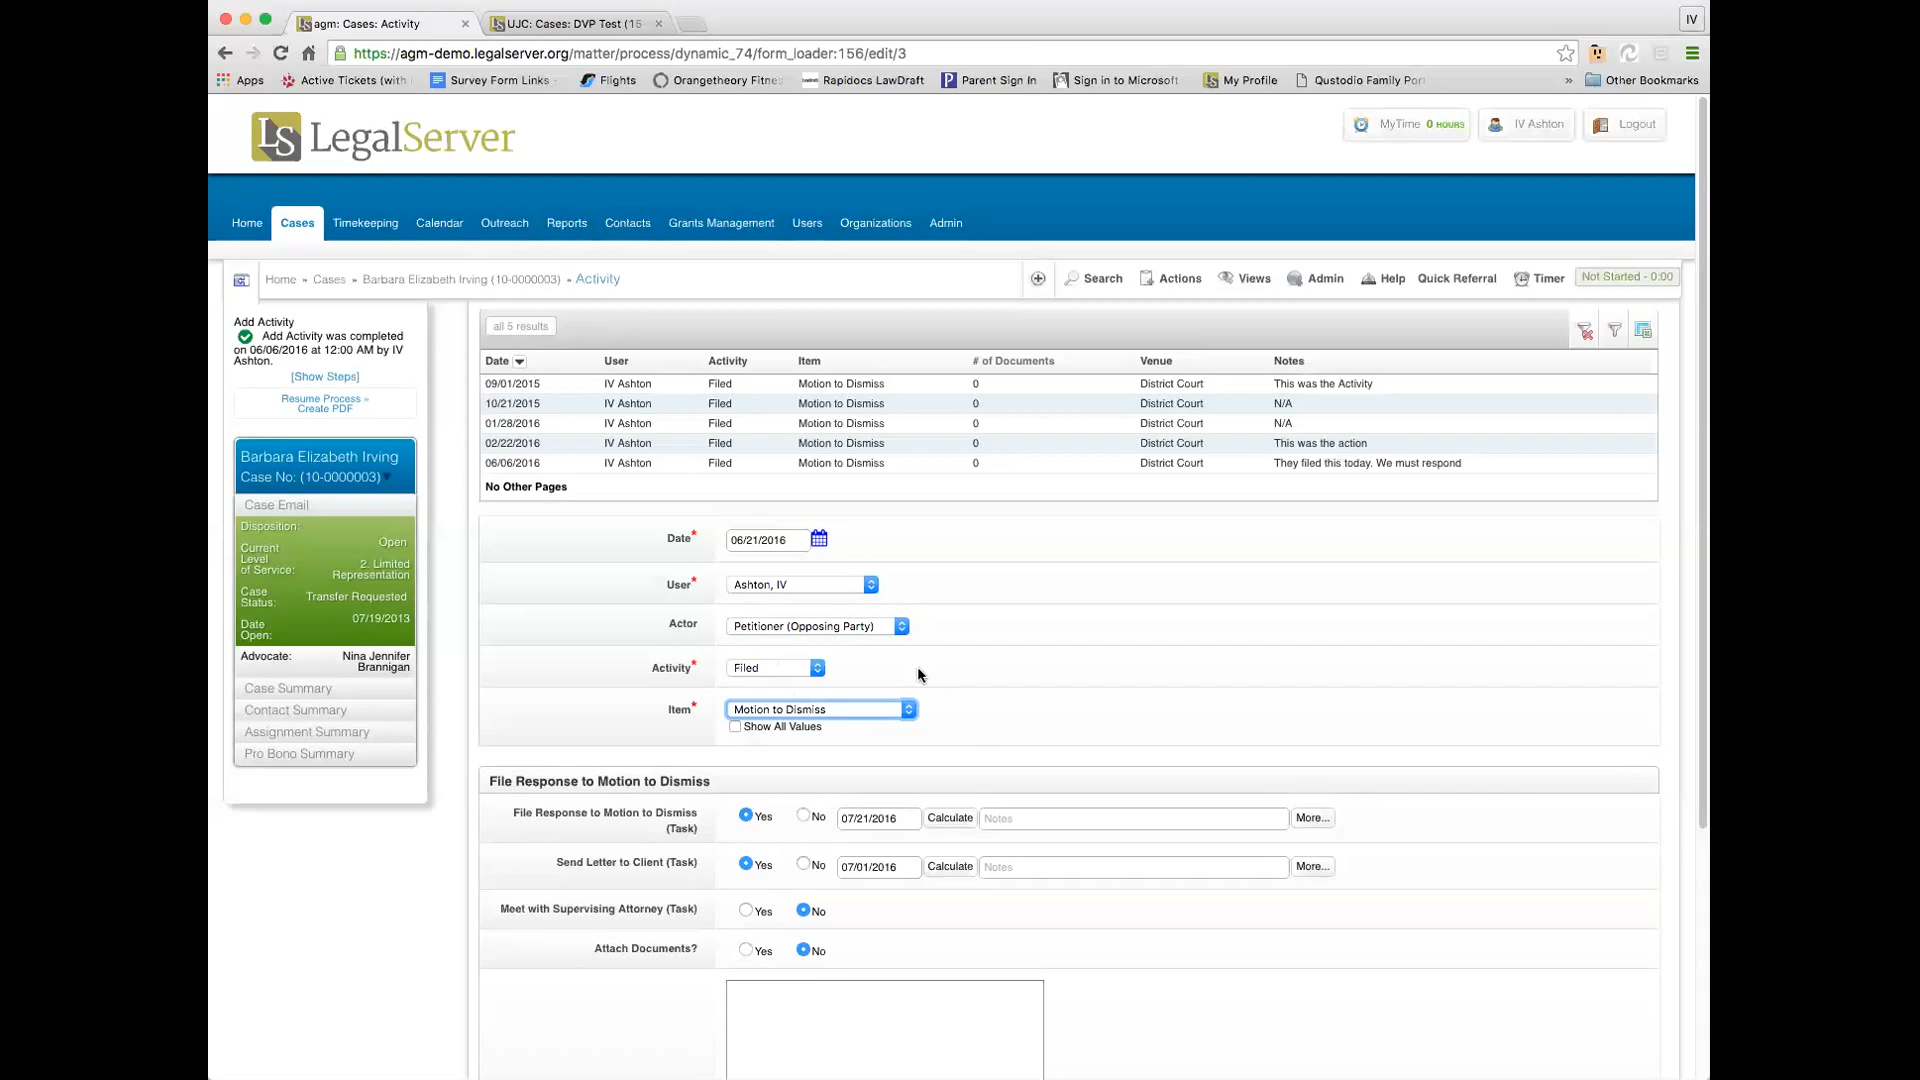 agm: Cases: Activity
UJC: Cases: DVP Test (15
IV
https://agm-demo.legalserver.org/matter/process/dynamic_74/form_loader:156/edit/3
Apps
Active Tickets (with
Survey Form Links -
Flights
Orangetheory Fitne
Rapidocs LawDraft
Parent Sign In
Sign in to Microsoft
My Profile
Qustodio Family Por
»
Other Bookmarks
LS LegalServer
MyTime 0 HOURS
IV Ashton
Logout
Home Cases Timekeeping Calendar Outreach Reports Contacts Grants Management Users Organizations Admin
Home » Cases » Barbara Elizabeth Irving (10-0000003) » Activity
Search Actions Views Admin Help Quick Referral Timer Not Started - 0:00
Add Activity
Add Activity was completed
on 06/06/2016 at 12:00 AM by IV
Ashton.
[Show Steps]
Resume Process »
Create PDF
Barbara Elizabeth Irving
Case No: (10-0000003)
Case Email
Disposition: Open
Current Level of Service: 2. Limited Representation
Case Status: Transfer Requested
Date Open: 07/19/2013
Advocate: Nina Jennifer Brannigan
Case Summary
Contact Summary
Assignment Summary
Pro Bono Summary
all 5 results
Date User Activity Item # of Documents Venue Notes
09/01/2015 IV Ashton Filed Motion to Dismiss 0 District Court This was the Activity
10/21/2015 IV Ashton Filed Motion to Dismiss 0 District Court N/A
01/28/2016 IV Ashton Filed Motion to Dismiss 0 District Court N/A
02/22/2016 IV Ashton Filed Motion to Dismiss 0 District Court This was the action
06/06/2016 IV Ashton Filed Motion to Dismiss 0 District Court They filed this today. We must respond
No Other Pages
Date* 06/21/2016
User* Ashton, IV
Actor Petitioner (Opposing Party)
Activity* Filed
Item* Motion to Dismiss
Show All Values
File Response to Motion to Dismiss
File Response to Motion to Dismiss (Task) Yes No 07/21/2016 Calculate Notes More...
Send Letter to Client (Task) Yes No 07/01/2016 Calculate Notes More...
Meet with Supervising Attorney (Task) Yes No
Attach Documents? Yes No